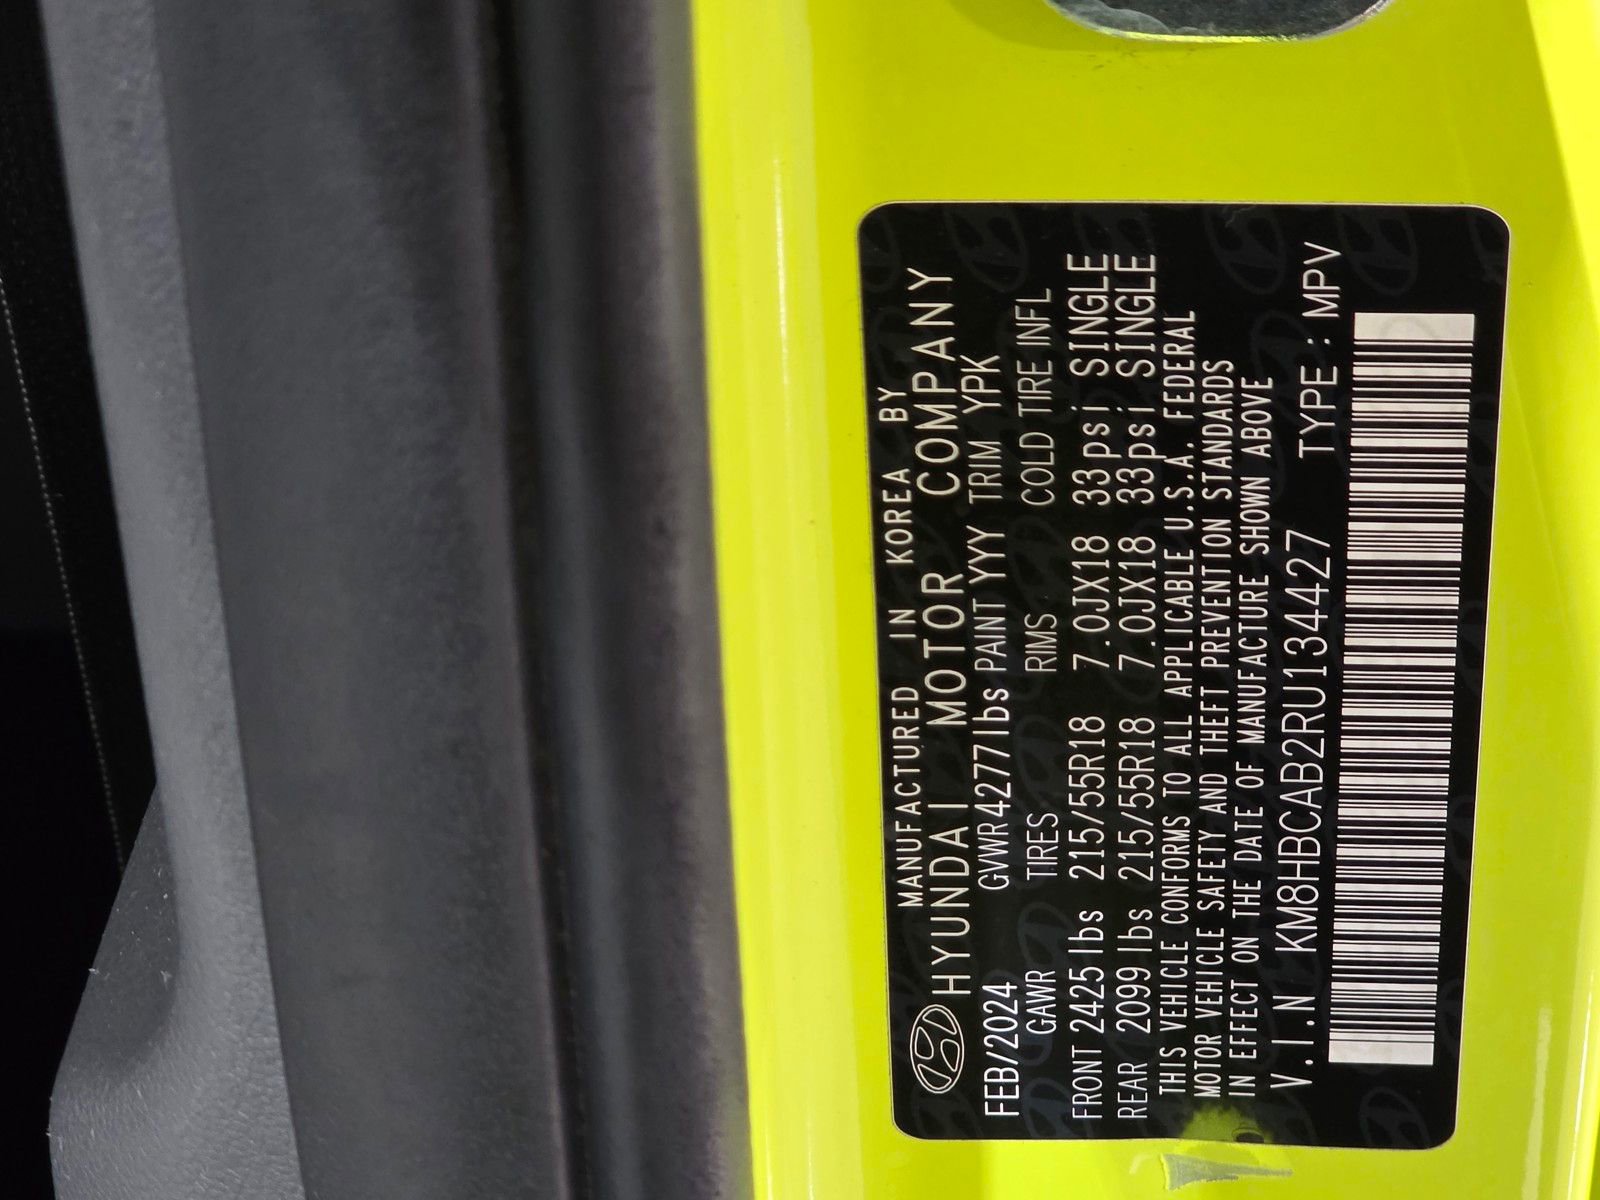 MANUFACTURED IN KOREA BY
HYUNDAI MOTOR COMPANY
FEB/2024 GVWR4277lbs PAINT YYY TRIM YPK
GAWR TIRES RIMS COLD TIRE INFL
FRONT 2425 lbs 215/55R18 7.0JX18 33psi SINGLE
REAR 2099 lbs 215/55R18 7.0JX18 33psi SINGLE
THIS VEHICLE CONFORMS TO ALL APPLICABLE U.S.A. FEDERAL
MOTOR VEHICLE SAFETY AND THEFT PREVENTION STANDARDS
IN EFFECT ON THE DATE OF MANUFACTURE SHOWN ABOVE
V.I.N KM8HBCAB2RU134427 TYPE : MPV